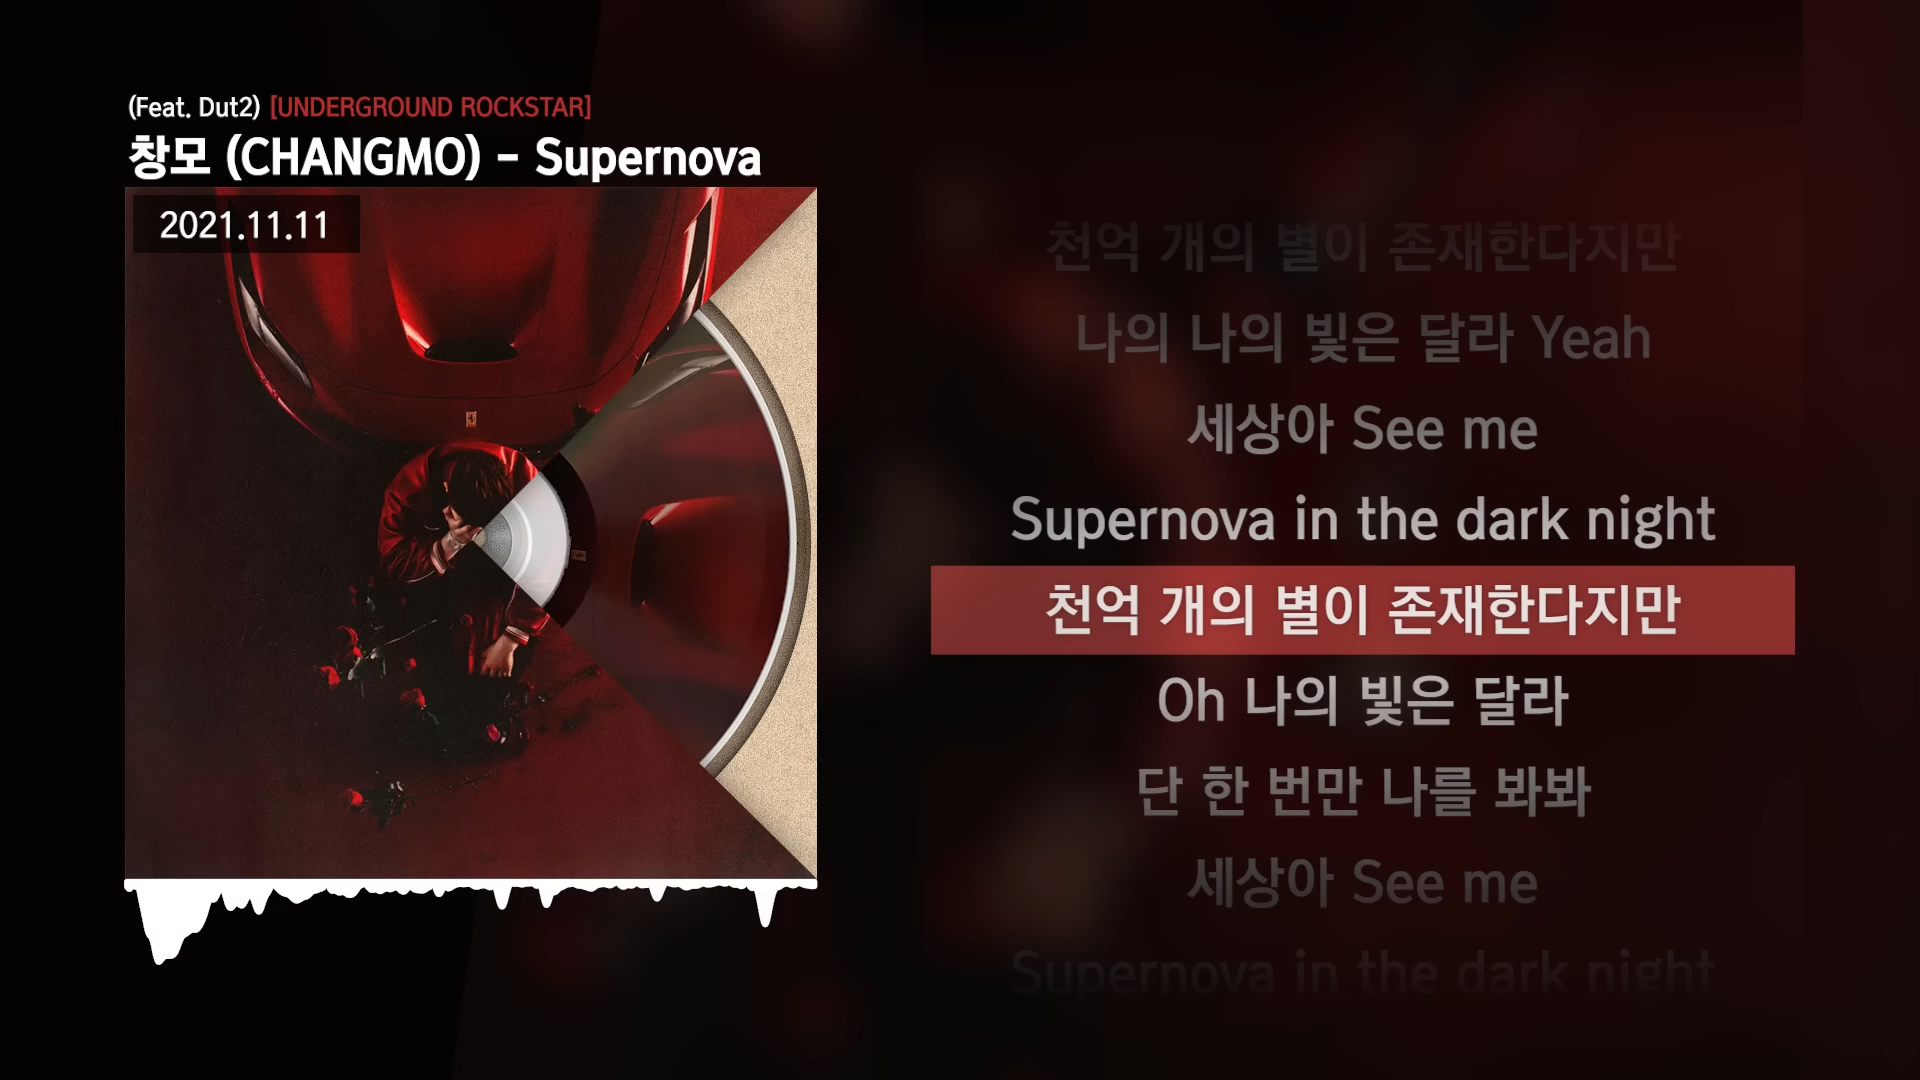 (Feat. Dut2) [UNDERGROUND ROCKSTAR]
창모 (CHANGMO) - Supernova
2021.11.11
천억 개의 별이 존재한다지만
나의 나의 빛은 달라 Yeah
세상아 See me
Supernova in the dark night
천억 개의 별이 존재한다지만
Oh 나의 빛은 달라
단 한 번만 나를 봐봐
세상아 See me
Supernova in the dark night